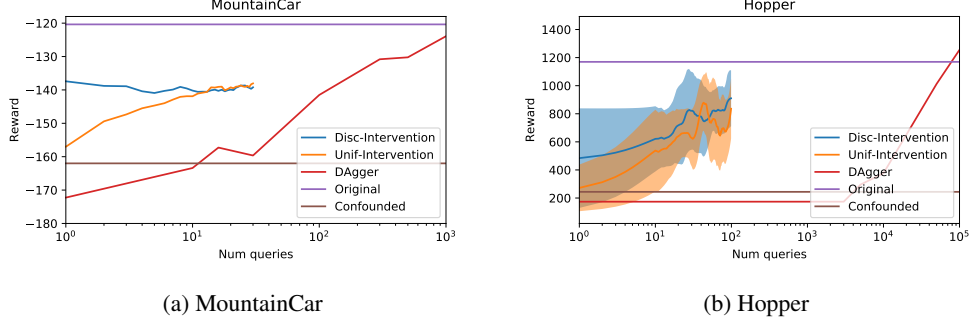 MountainCar
Reward
−120
−130
−140
−150
−160
−170
−180
Disc-Intervention
Unif-Intervention
DAgger
Original
Confounded
10^0
10^1
10^2
10^3
Num queries
(a) MountainCar
Hopper
Reward
1400
1200
1000
800
600
400
200
Disc-Intervention
Unif-Intervention
DAgger
Original
Confounded
10^0
10^1
10^2
10^3
10^4
10^5
Num queries
(b) Hopper